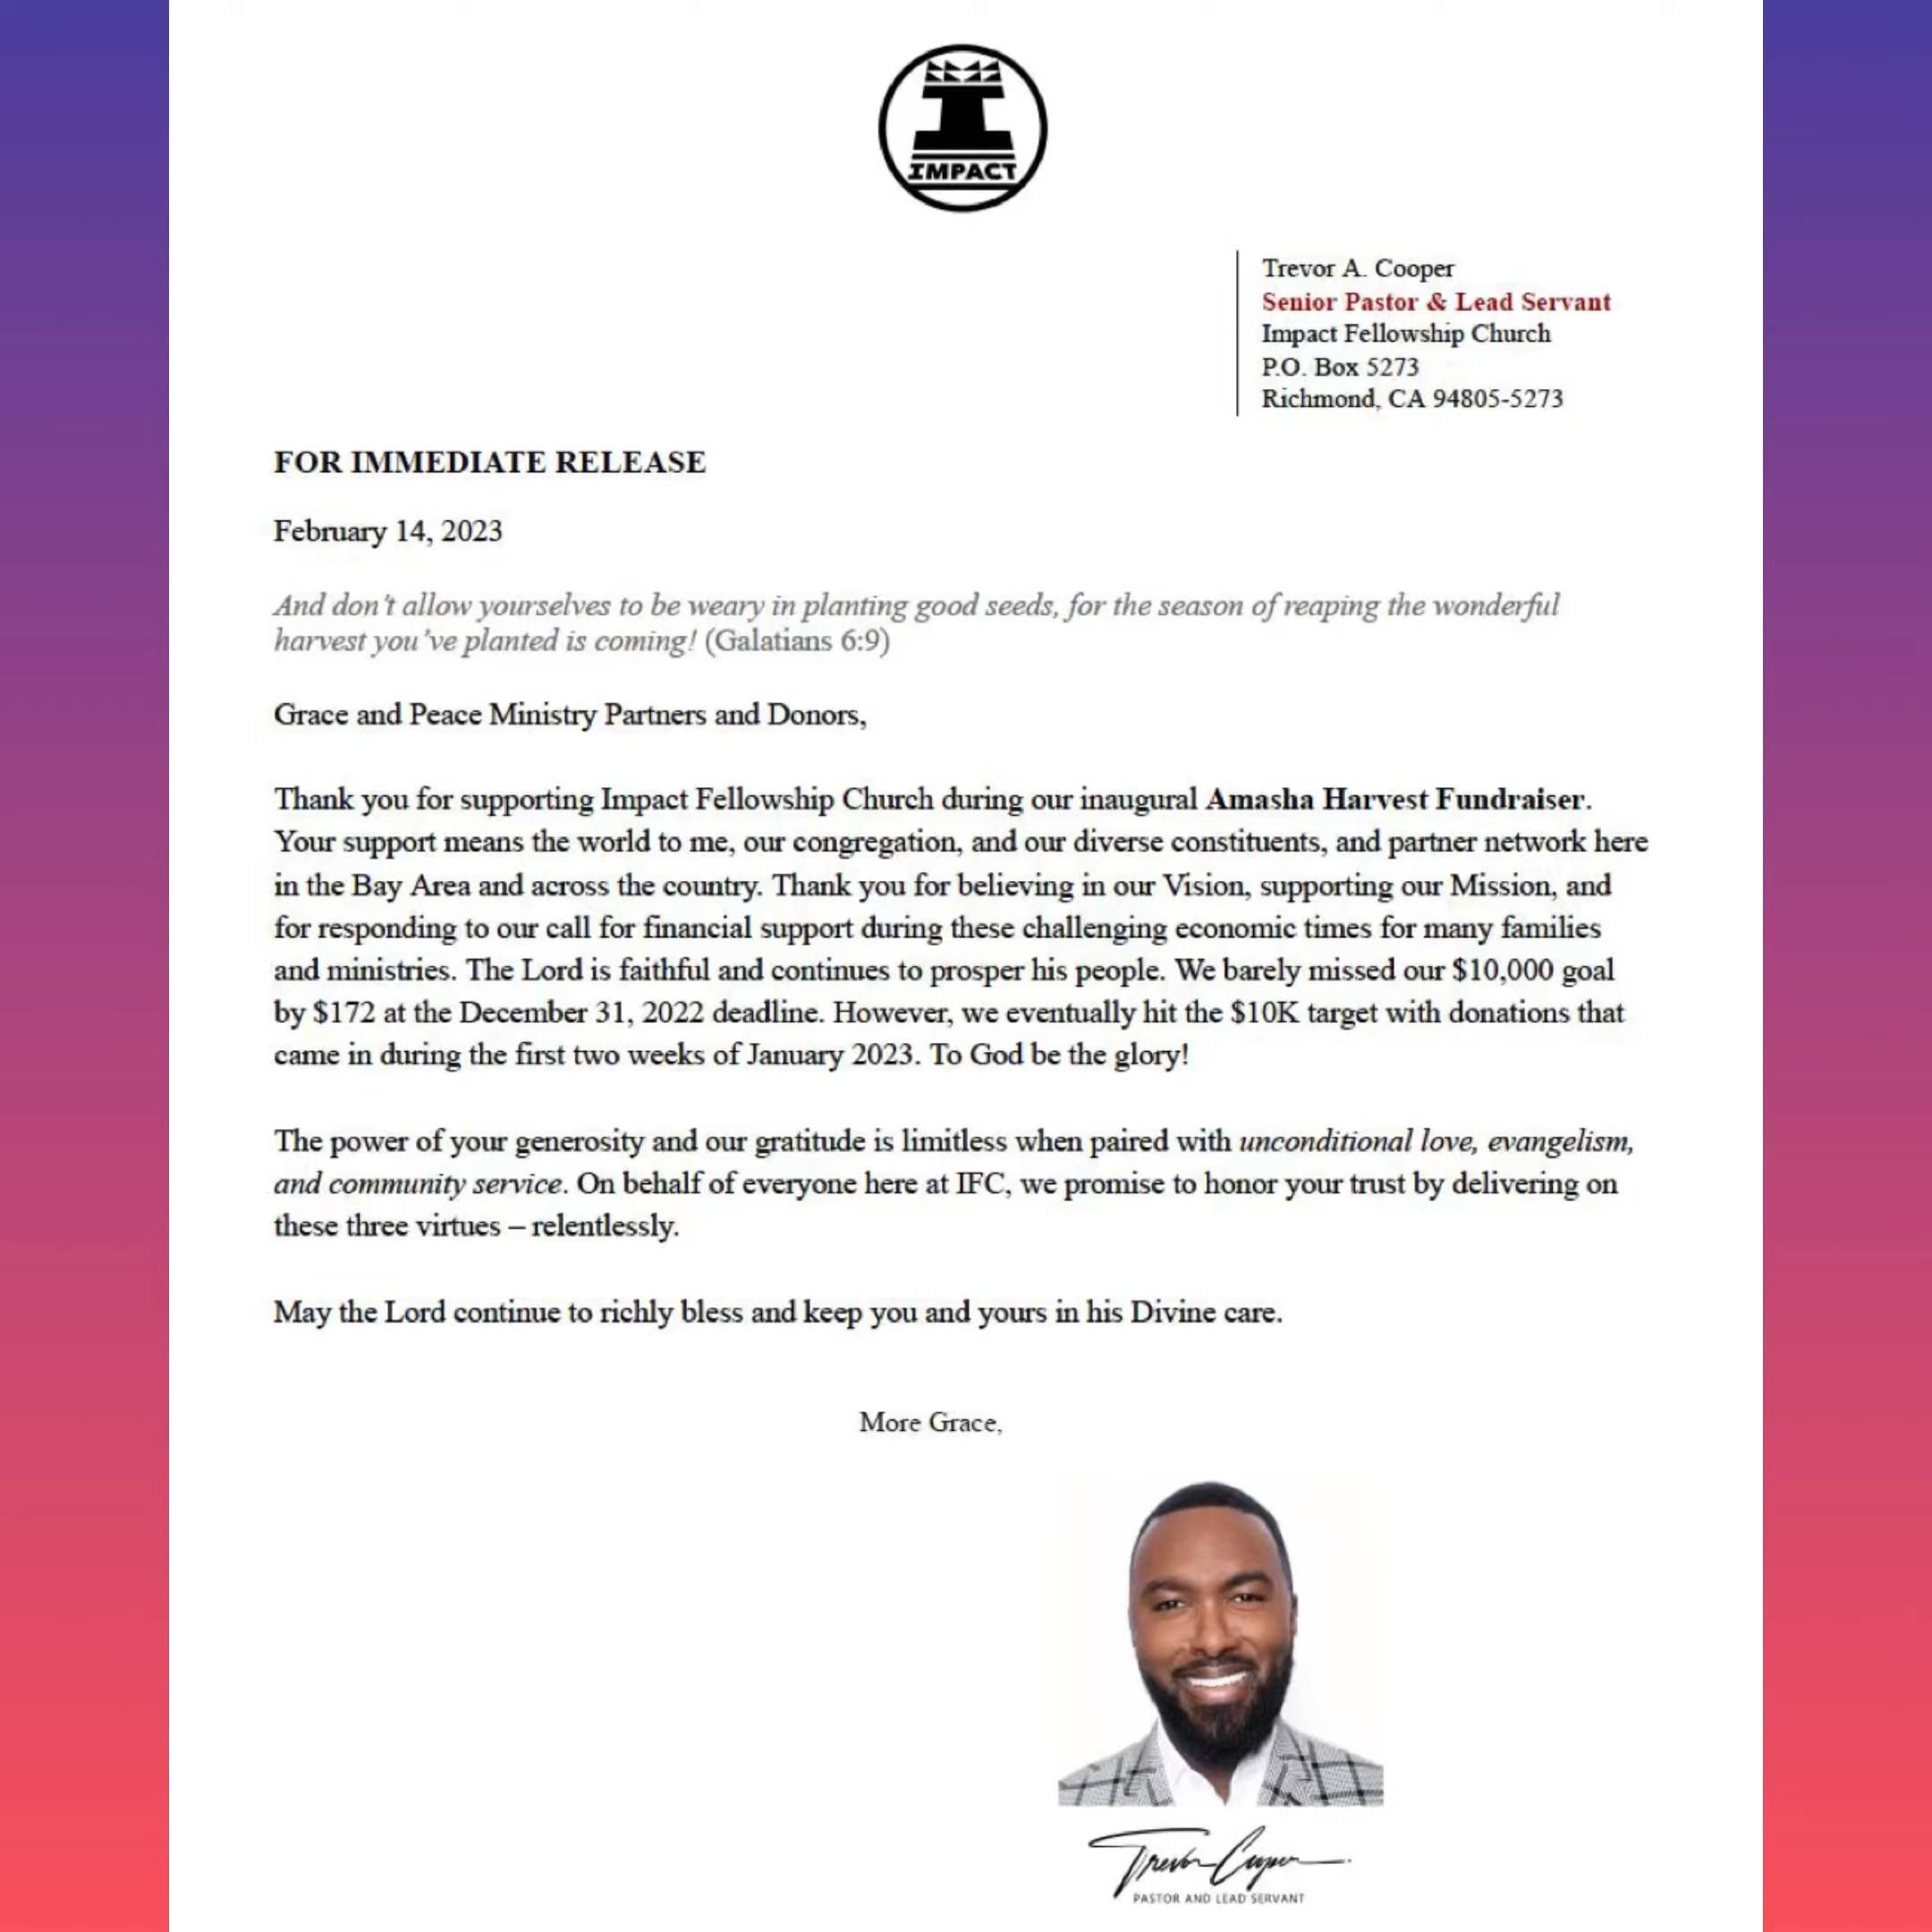 IMPACT
Trevor A. Cooper
Senior Pastor & Lead Servant
Impact Fellowship Church
P.O. Box 5273
Richmond, CA 94805-5273
FOR IMMEDIATE RELEASE
February 14, 2023
And don't allow yourselves to be weary in planting good seeds, for the season of reaping the wonderful
harvest you've planted is coming! (Galatians 6:9)
Grace and Peace Ministry Partners and Donors,
Thank you for supporting Impact Fellowship Church during our inaugural Amasha Harvest Fundraiser.
Your support means the world to me, our congregation, and our diverse constituents, and partner network here
in the Bay Area and across the country. Thank you for believing in our Vision, supporting our Mission, and
for responding to our call for financial support during these challenging economic times for many families
and ministries. The Lord is faithful and continues to prosper his people. We barely missed our $10,000 goal
by $172 at the December 31, 2022 deadline. However, we eventually hit the $10K target with donations that
came in during the first two weeks of January 2023. To God be the glory!
The power of your generosity and our gratitude is limitless when paired with unconditional love, evangelism,
and community service. On behalf of everyone here at IFC, we promise to honor your trust by delivering on
these three virtues – relentlessly.
May the Lord continue to richly bless and keep you and yours in his Divine care.
More Grace,
Trevor Cooper
PASTOR AND LEAD SERVANT